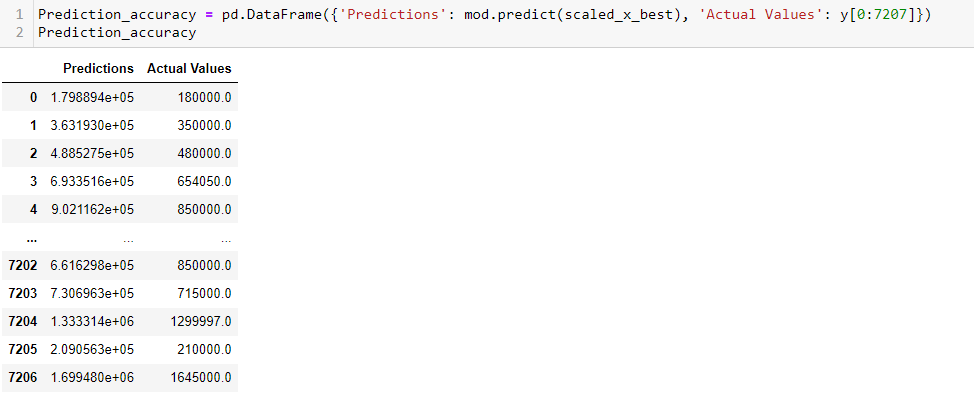 1 Prediction_accuracy = pd.DataFrame({'Predictions': mod.predict(scaled_x_best), 'Actual Values': y[0:7207]})
2 Prediction_accuracy
Predictions Actual Values
0 1.798894e+05 180000.0
1 3.631930e+05 350000.0
2 4.885275e+05 480000.0
3 6.933516e+05 654050.0
4 9.021162e+05 850000.0
... ... ...
7202 6.616298e+05 850000.0
7203 7.306963e+05 715000.0
7204 1.333314e+06 1299997.0
7205 2.090563e+05 210000.0
7206 1.699480e+06 1645000.0